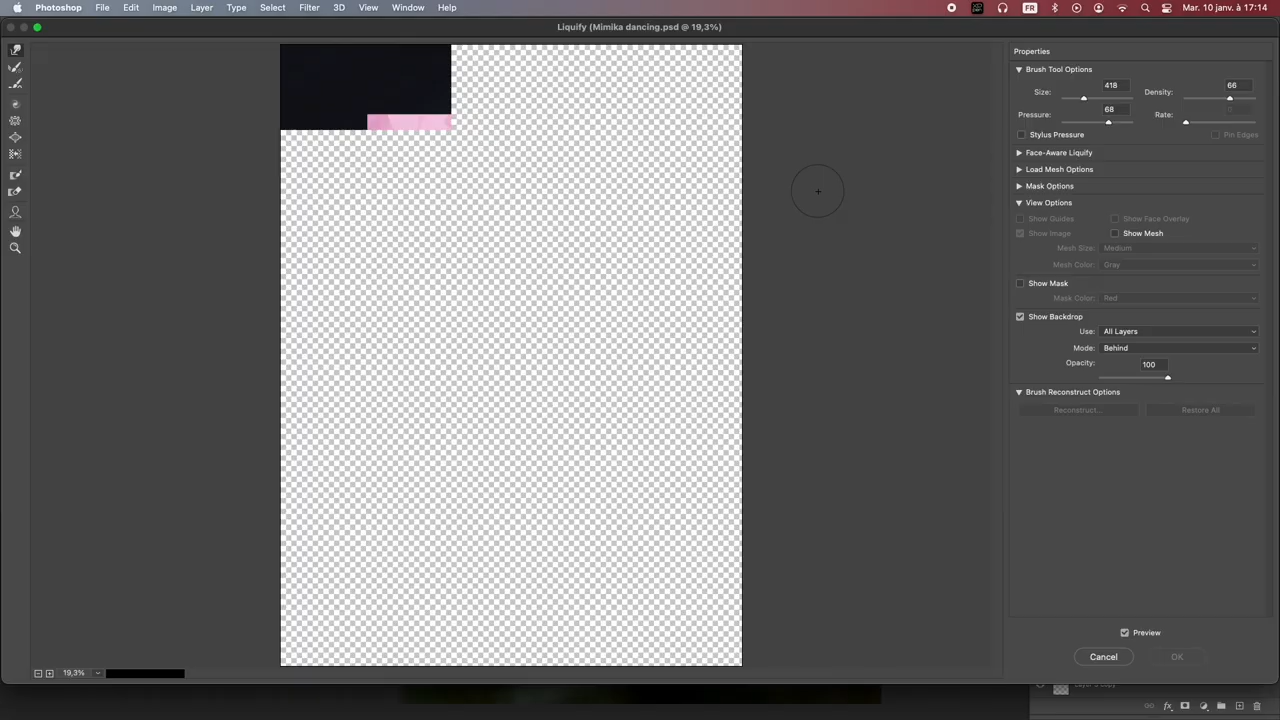 Photoshop File Edit Image Layer Type Select Filter 3D View Window Help FR Mar. 10 janv. à 17:14
Liquify (Mimika dancing.psd @ 19,3%)
Properties
Brush Tool Options
Size: 418 Density: 66
Pressure: 68 Rate:
Stylus Pressure Pin Edges
Face-Aware Liquify
Load Mesh Options
Mask Options
View Options
Show Guides Show Face Overlay
Show Image Show Mesh
Mesh Size: Medium
Mesh Color: Gray
Show Mask
Mask Color: Red
Show Backdrop
Use: All Layers
Mode: Behind
Opacity: 100
Brush Reconstruct Options
Reconstruct... Restore All
Preview
Cancel OK
19,3%
fx